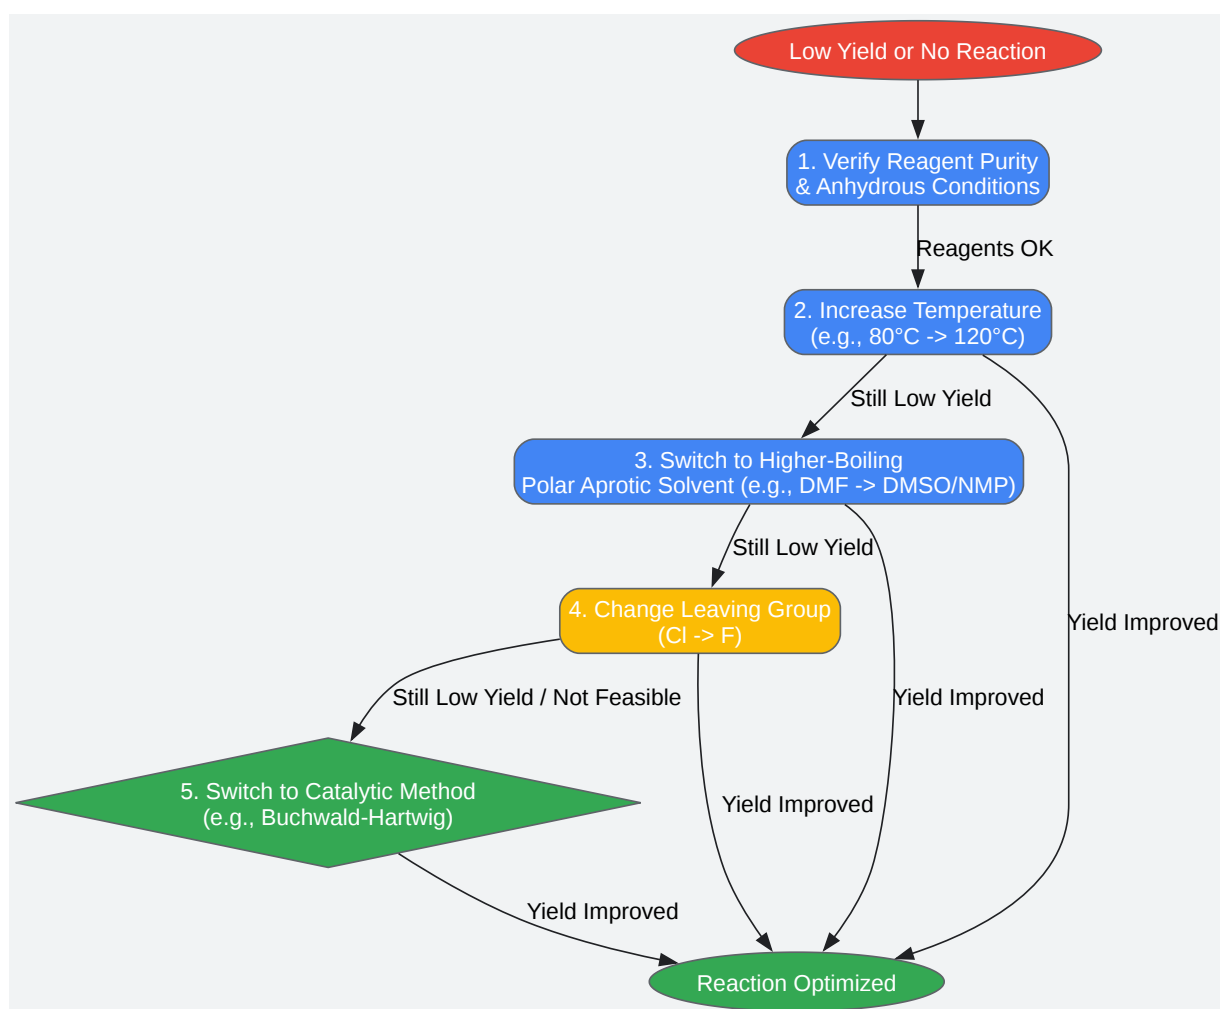 Low Yield or No Reaction
1. Verify Reagent Purity
& Anhydrous Conditions
Reagents OK
2. Increase Temperature
(e.g., 80°C -> 120°C)
Still Low Yield
3. Switch to Higher-Boiling
Polar Aprotic Solvent (e.g., DMF -> DMSO/NMP)
Still Low Yield
4. Change Leaving Group
(Cl -> F)
Yield Improved
Still Low Yield / Not Feasible
Yield Improved
5. Switch to Catalytic Method
(e.g., Buchwald-Hartwig)
Yield Improved
Yield Improved
Reaction Optimized